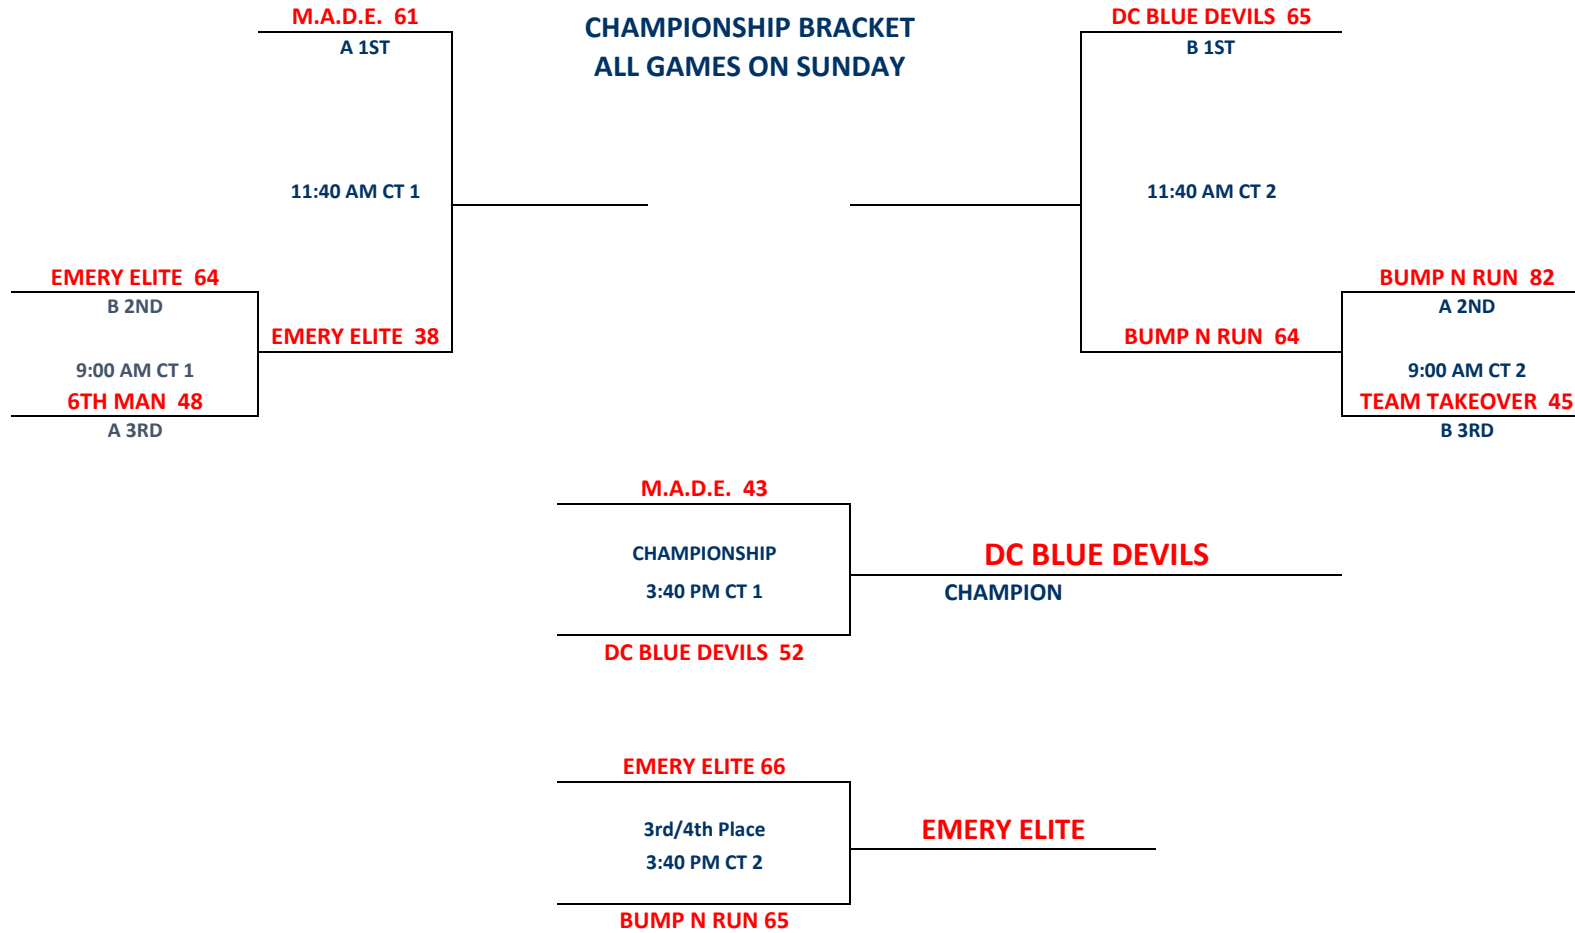 M.A.D.E. 61
A 1ST
CHAMPIONSHIP BRACKET
ALL GAMES ON SUNDAY
DC BLUE DEVILS 65
B 1ST
11:40 AM CT 1
11:40 AM CT 2
EMERY ELITE 64
B 2ND
EMERY ELITE 38
9:00 AM CT 1
6TH MAN 48
A 3RD
BUMP N RUN 82
A 2ND
BUMP N RUN 64
9:00 AM CT 2
TEAM TAKEOVER 45
B 3RD
M.A.D.E. 43
CHAMPIONSHIP
3:40 PM CT 1
DC BLUE DEVILS
CHAMPION
DC BLUE DEVILS 52
EMERY ELITE 66
3rd/4th Place
3:40 PM CT 2
EMERY ELITE
BUMP N RUN 65